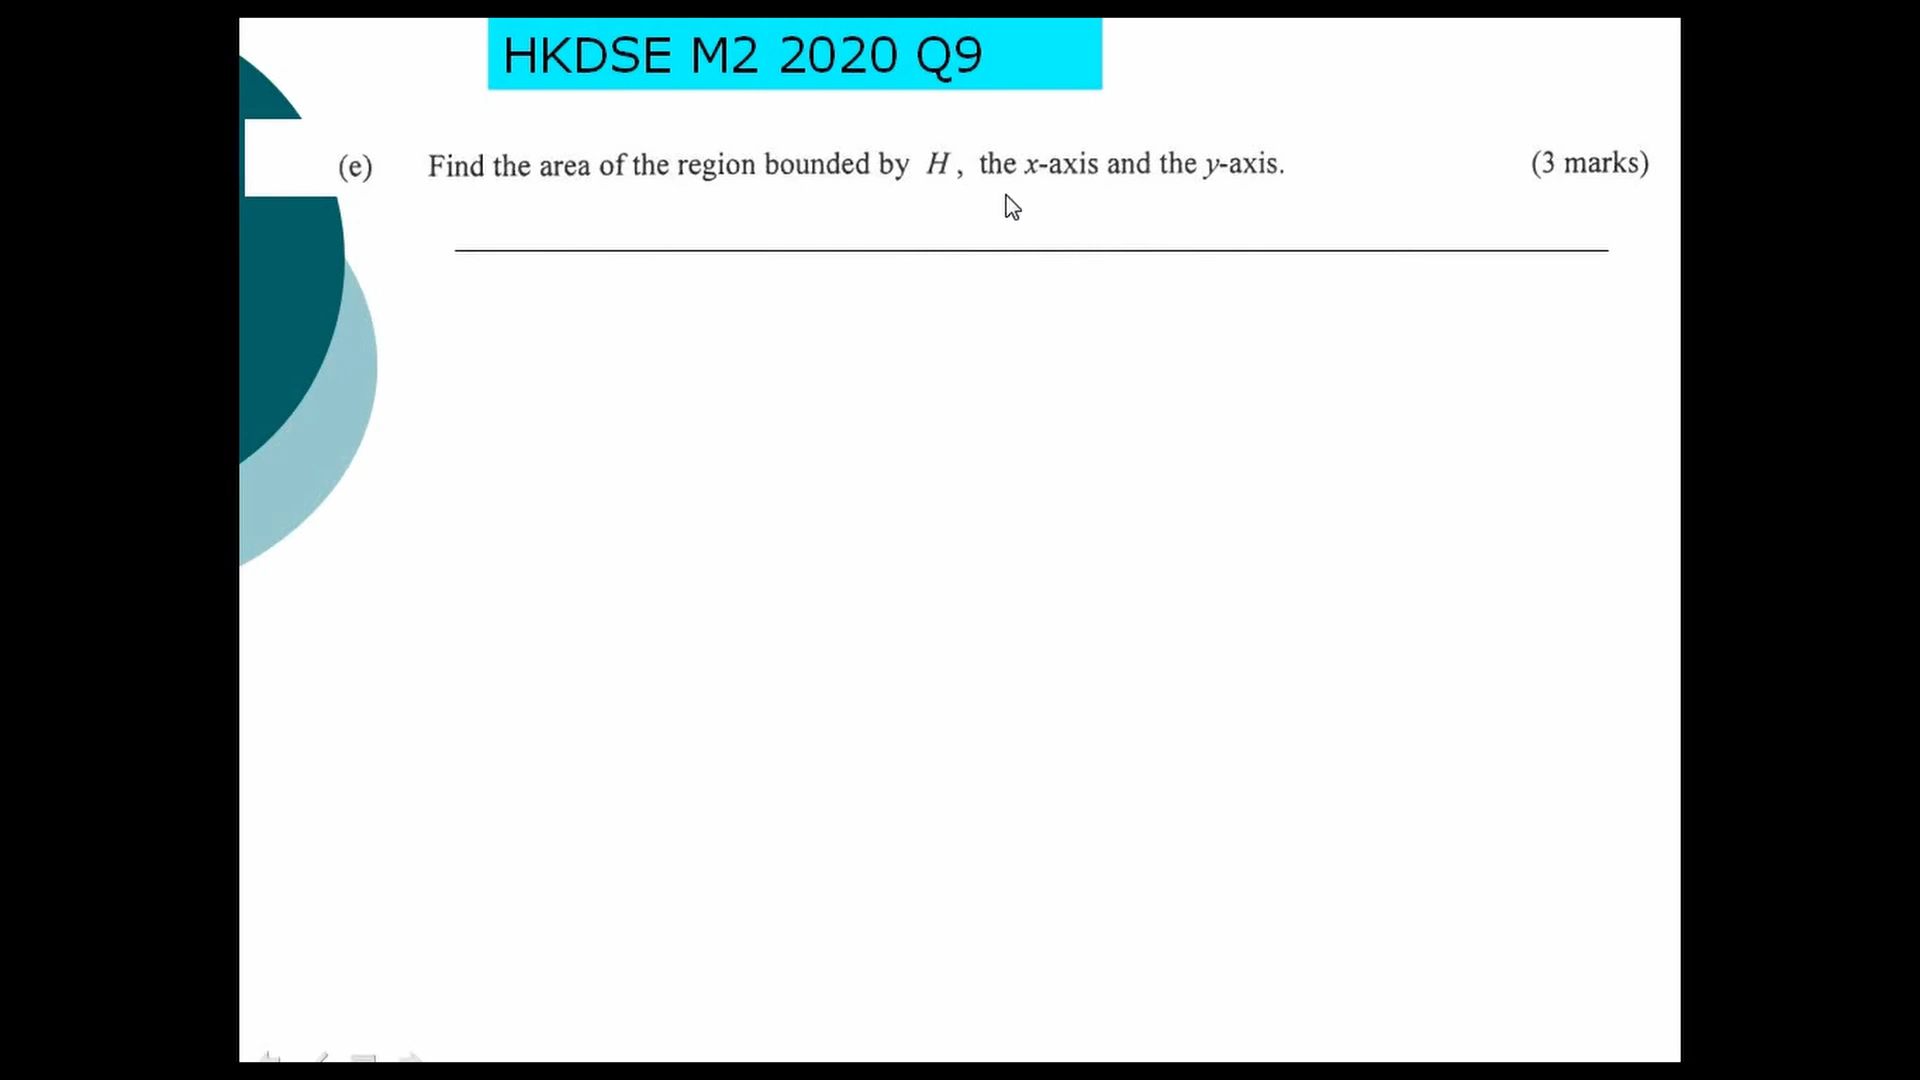 HKDSE M2 2020 Q9
(e) Find the area of the region bounded by H, the x-axis and the y-axis. (3 marks)